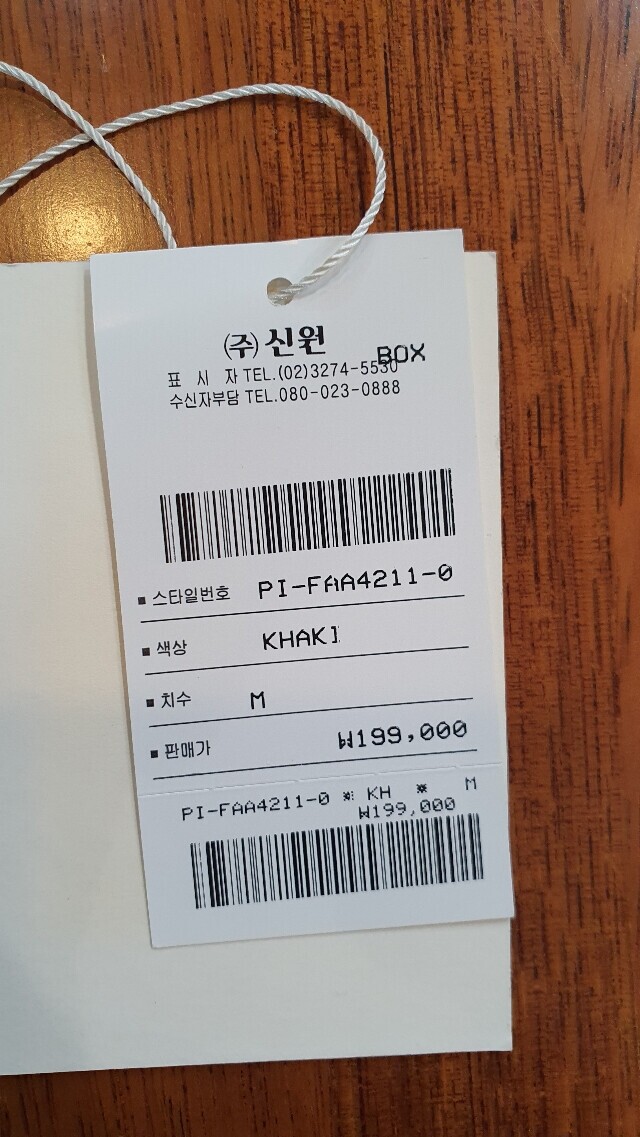 (주)신원
BOX
표 시 자 TEL.(02)3274-5530
수신자부담 TEL.080-023-0888
■ 스타일번호 PI-FAA4211-0
■ 색상 KHAKI
■ 치수 M
■ 판매가 ₩199,000
PI-FAA4211-0 * KH * M
₩199,000